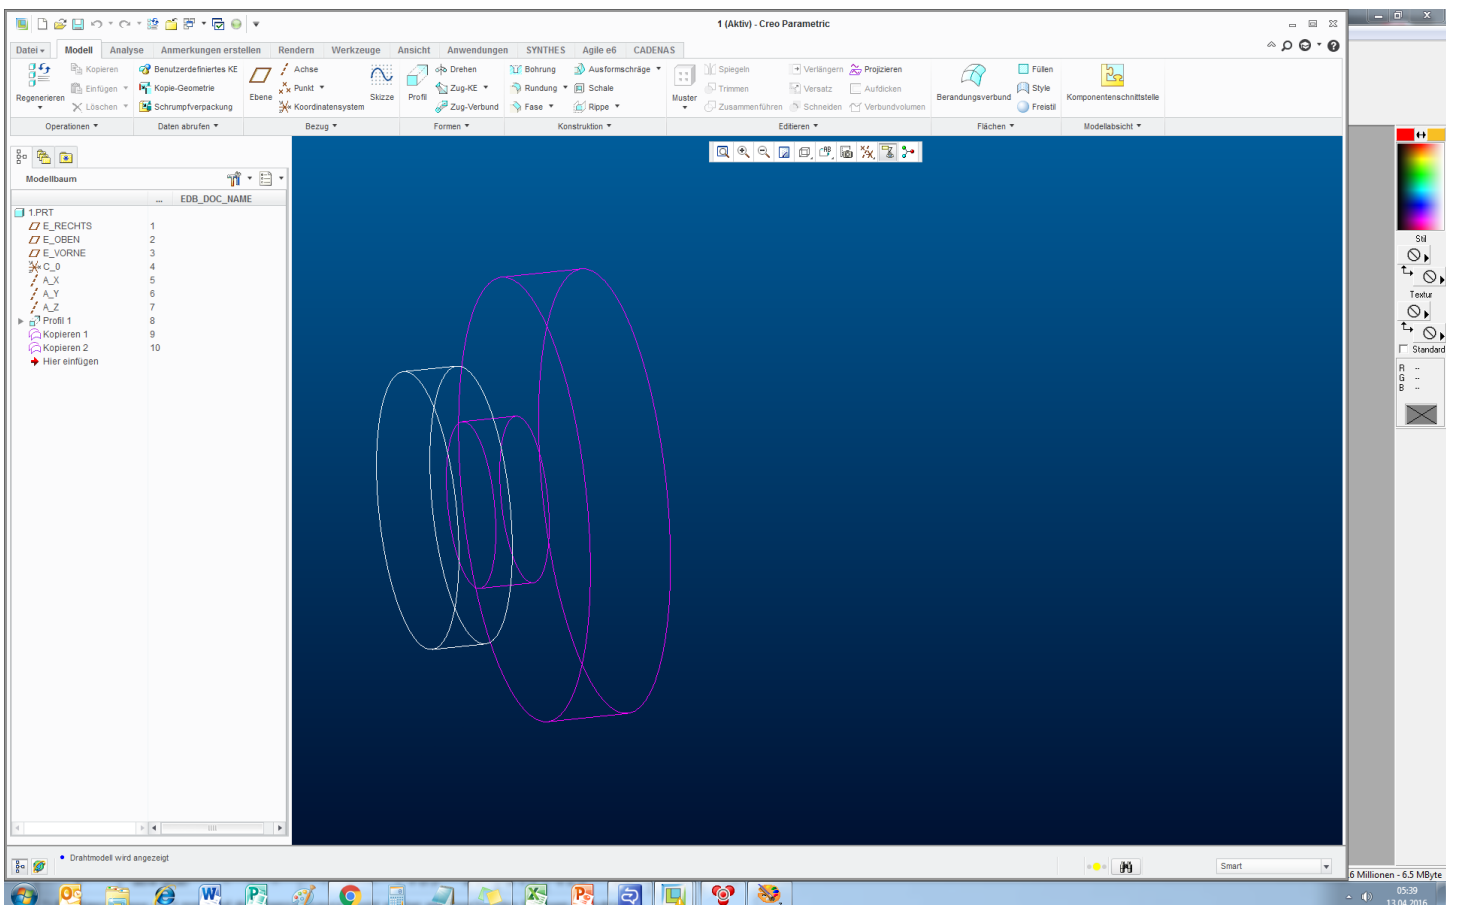 1 (Aktiv) - Creo Parametric
Datei Modell Analyse Anmerkungen erstellen Rendern Werkzeuge Ansicht Anwendungen SYNTHES Agile e6 CADENAS
Regenerieren
Kopieren
Einfügen
Löschen
Benutzerdefiniertes KE
Kopie-Geometrie
Schrumpfverpackung
Ebene
Achse
Punkt
Koordinatensystem
Skizze
Profil
Drehen
Zug-KE
Zug-Verbund
Bohrung
Rundung
Fase
Ausformschräge
Schale
Rippe
Muster
Spiegeln
Trimmen
Zusammenführen
Verlängern
Versatz
Schneiden
Projizieren
Aufdicken
Verbundvolumen
Berandungsverbund
Füllen
Style
Freistil
Komponentenschnittstelle
Operationen Daten abrufen Bezug Formen Konstruktion Editieren Flächen Modellabsicht
Modellbaum
... EDB_DOC_NAME
1.PRT
E_RECHTS 1
E_OBEN 2
E_VORNE 3
C_0 4
A_X 5
A_Y 6
A_Z 7
Profil 1 8
Kopieren 1 9
Kopieren 2 10
Hier einfügen
Drahtmodell wird angezeigt
Smart
Stil
Textur
Standard
R --
G --
B --
6 Millionen - 6.5 MByte
05:39
13.04.2016